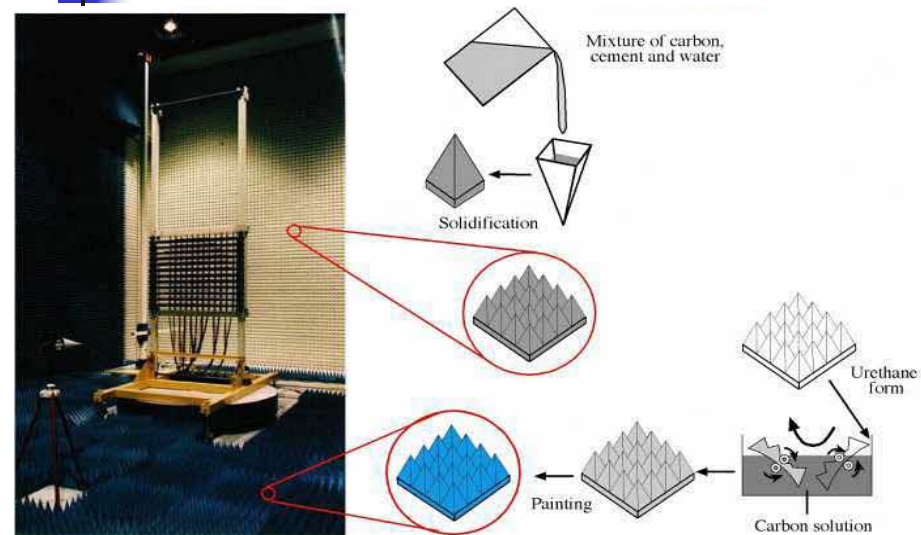 Mixture of carbon,
cement and water
Solidification
Urethane
form
Painting
Carbon solution